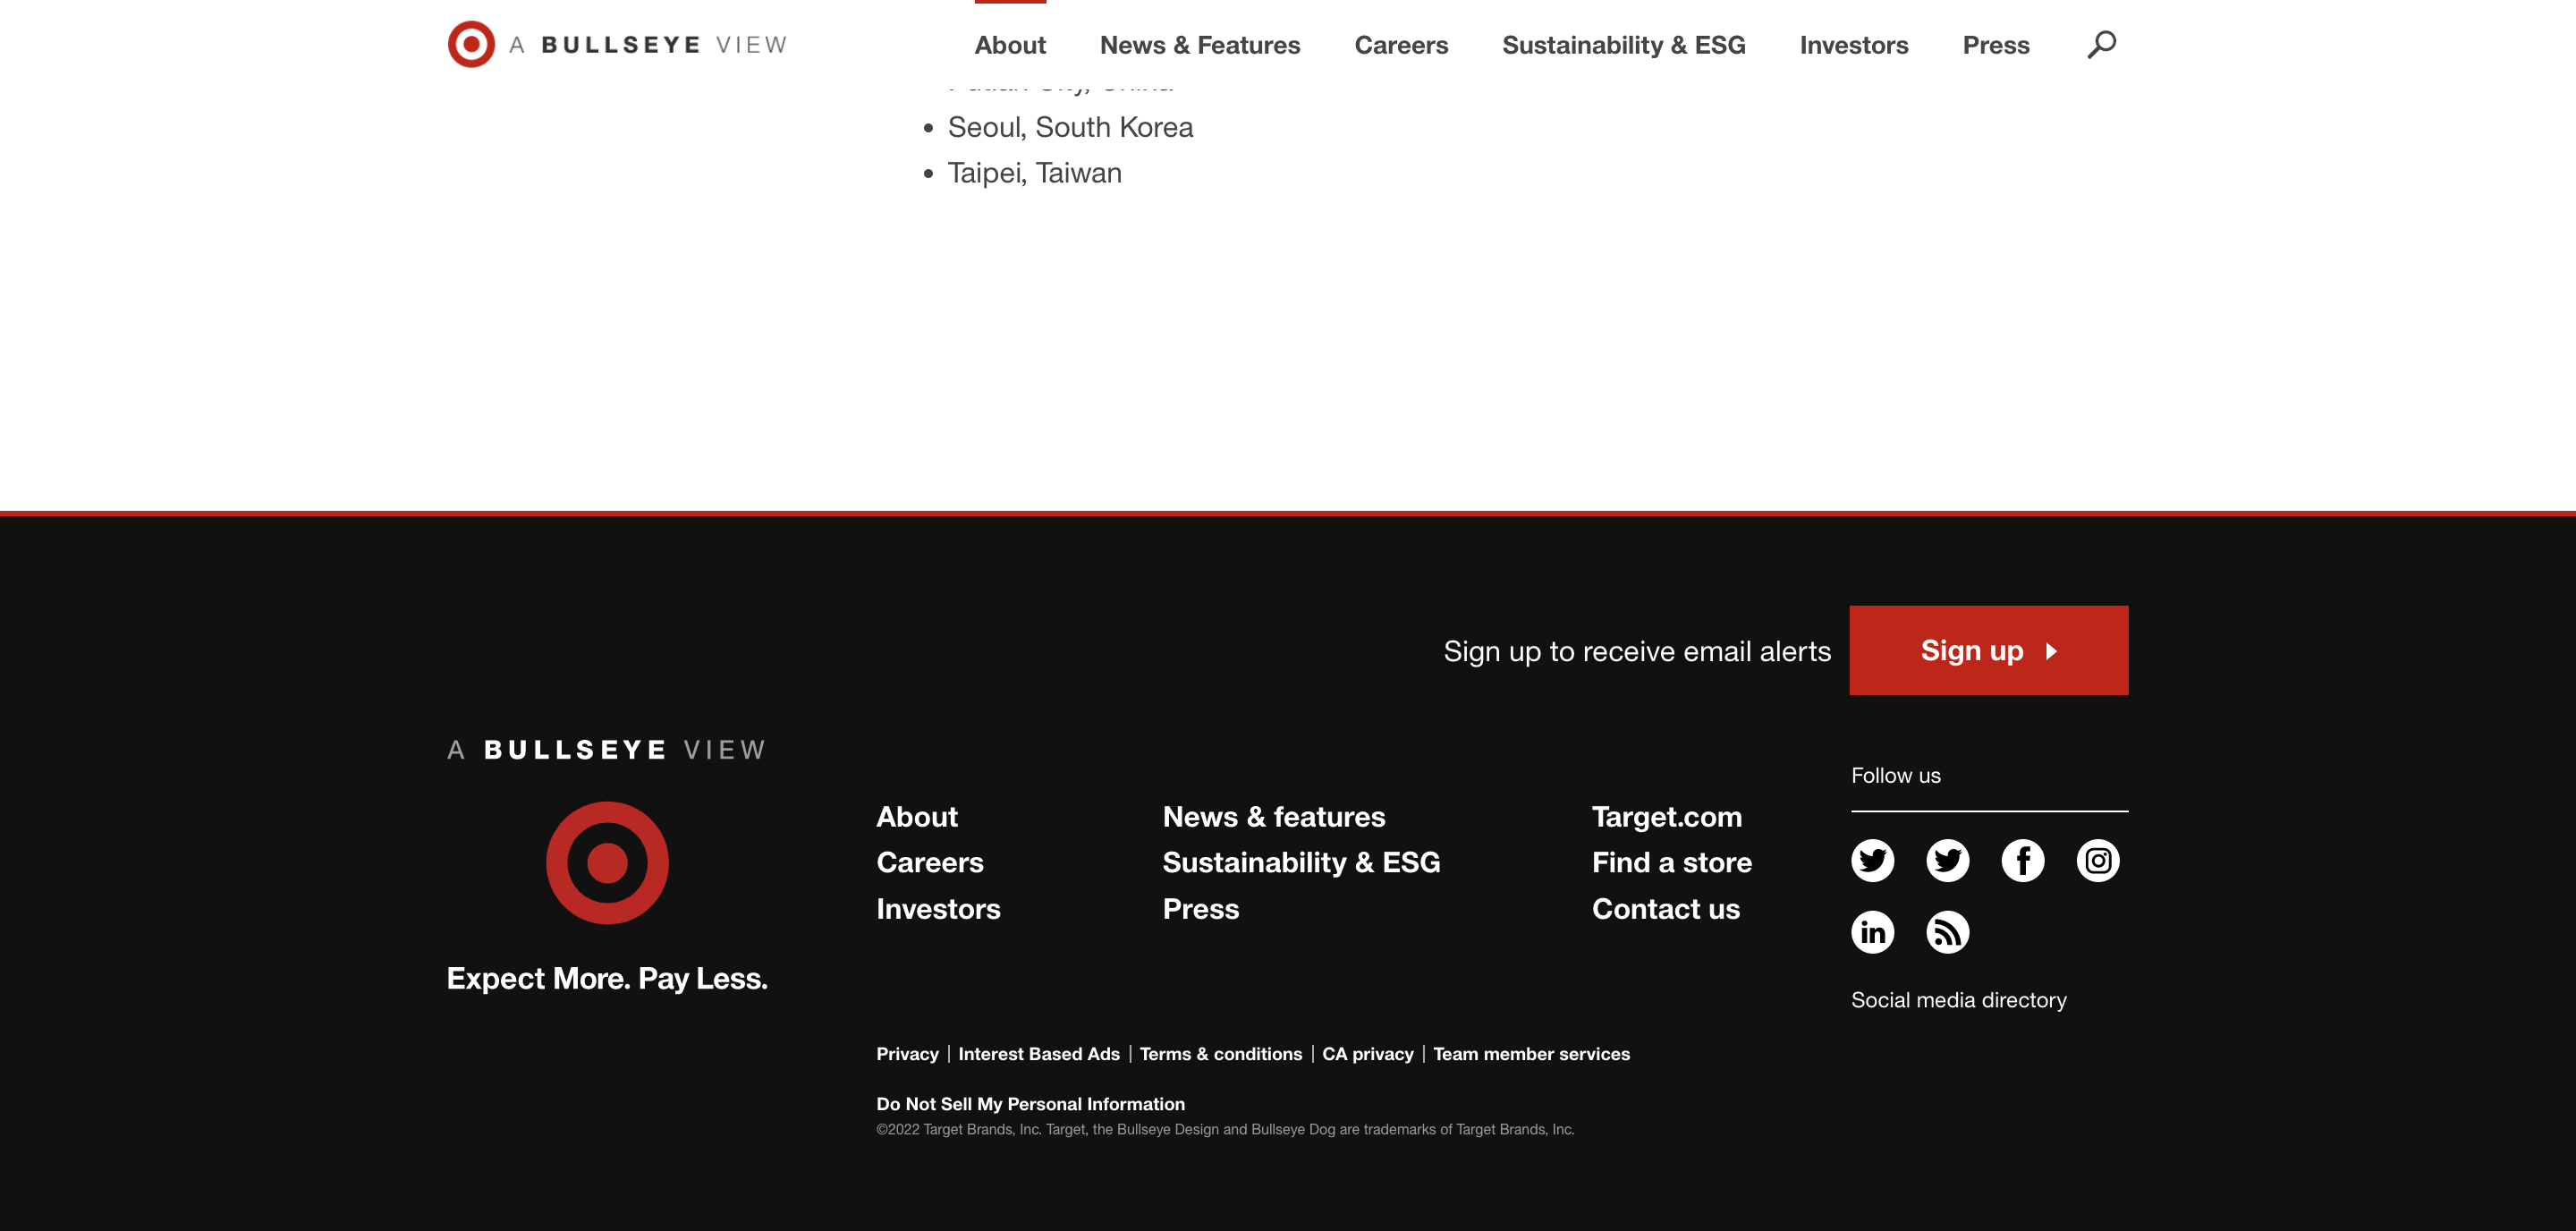 A BULLSEYE VIEW
About News & Features Careers Sustainability & ESG Investors Press
• Seoul, South Korea
• Taipei, Taiwan
Sign up to receive email alerts Sign up
A BULLSEYE VIEW
Expect More. Pay Less.
About
Careers
Investors
News & features
Sustainability & ESG
Press
Target.com
Find a store
Contact us
Follow us
Social media directory
Privacy | Interest Based Ads | Terms & conditions | CA privacy | Team member services
Do Not Sell My Personal Information
©2022 Target Brands, Inc. Target, the Bullseye Design and Bullseye Dog are trademarks of Target Brands, Inc.